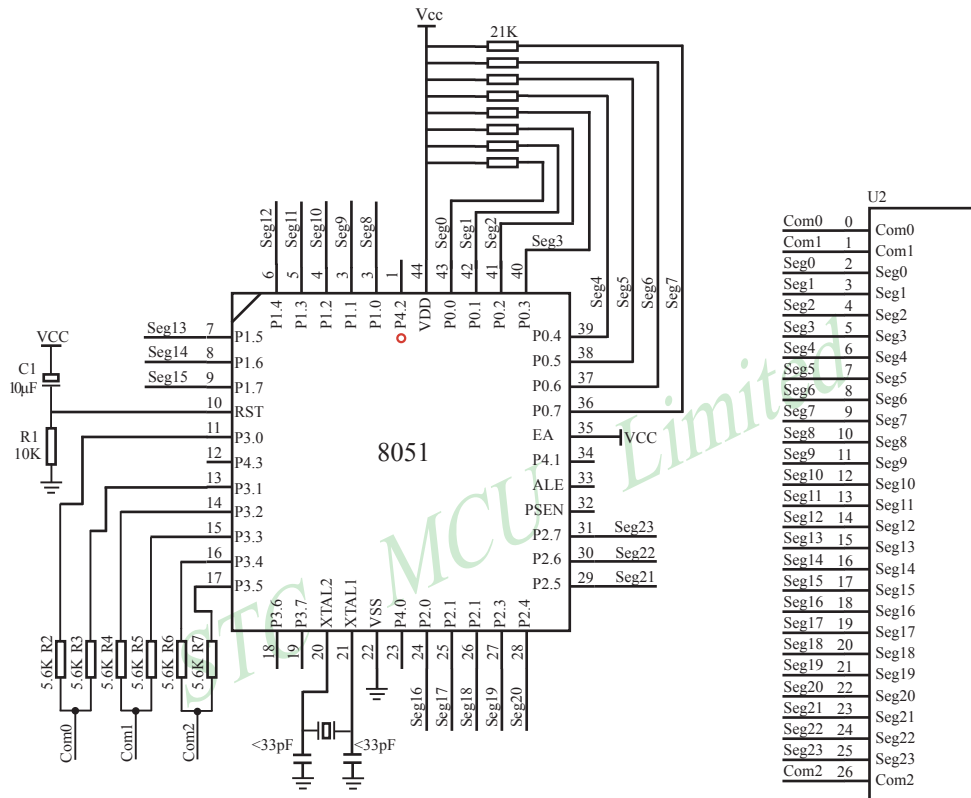 Vcc
21K
Seg12
Seg11
Seg10
Seg9
Seg8
Seg0
Seg1
Seg2
Seg3
Seg4
Seg5
Seg6
Seg7
6
5
4
3
3
1
44
43
42
41
40
P1.4
P1.3
P1.2
P1.1
P1.0
P4.2
VDD
P0.0
P0.1
P0.2
P0.3
Seg13 7 P1.5
Seg14 8 P1.6
Seg15 9 P1.7
10 RST
11 P3.0
12 P4.3
13 P3.1
14 P3.2
15 P3.3
16 P3.4
17 P3.5
VCC
C1
10µF
R1
10K
8051
P0.4 39
P0.5 38
P0.6 37
P0.7 36
EA 35 VCC
P4.1 34
ALE 33
PSEN 32
P2.7 31 Seg23
P2.6 30 Seg22
P2.5 29 Seg21
P3.6
P3.7
XTAL2
XTAL1
VSS
P4.0
P2.0
P2.1
P2.1
P2.3
P2.4
18
19
20
21
22
23
24
25
26
27
28
Seg16
Seg17
Seg18
Seg19
Seg20
5.6K R2
5.6K R3
5.6K R4
5.6K R5
5.6K R6
5.6K R7
Com0
Com1
Com2
<33pF
<33pF
STC MCU Limited
U2
Com0 0 Com0
Com1 1 Com1
Seg0 2 Seg0
Seg1 3 Seg1
Seg2 4 Seg2
Seg3 5 Seg3
Seg4 6 Seg4
Seg5 7 Seg5
Seg6 8 Seg6
Seg7 9 Seg7
Seg8 10 Seg8
Seg9 11 Seg9
Seg10 12 Seg10
Seg11 13 Seg11
Seg12 14 Seg12
Seg13 15 Seg13
Seg14 16 Seg14
Seg15 17 Seg15
Seg16 18 Seg16
Seg17 19 Seg17
Seg18 20 Seg18
Seg19 21 Seg19
Seg20 22 Seg20
Seg21 23 Seg21
Seg22 24 Seg22
Seg23 25 Seg23
Com2 26 Com2